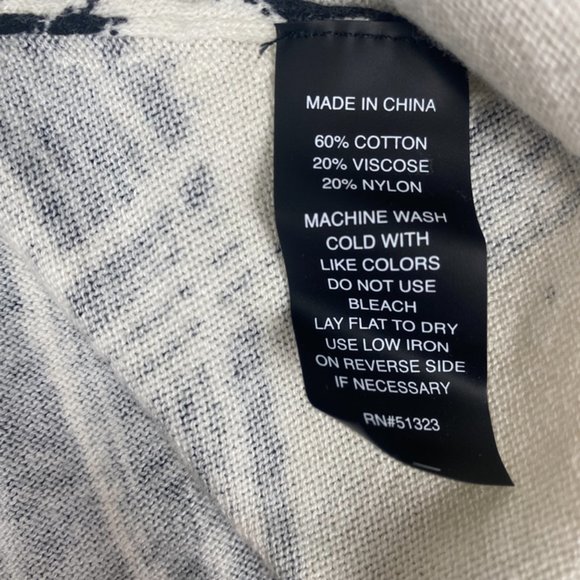 MADE IN CHINA
60% COTTON
20% VISCOSE
20% NYLON
MACHINE WASH
COLD WITH
LIKE COLORS
DO NOT USE
BLEACH
LAY FLAT TO DRY
USE LOW IRON
ON REVERSE SIDE
IF NECESSARY
RN#51323